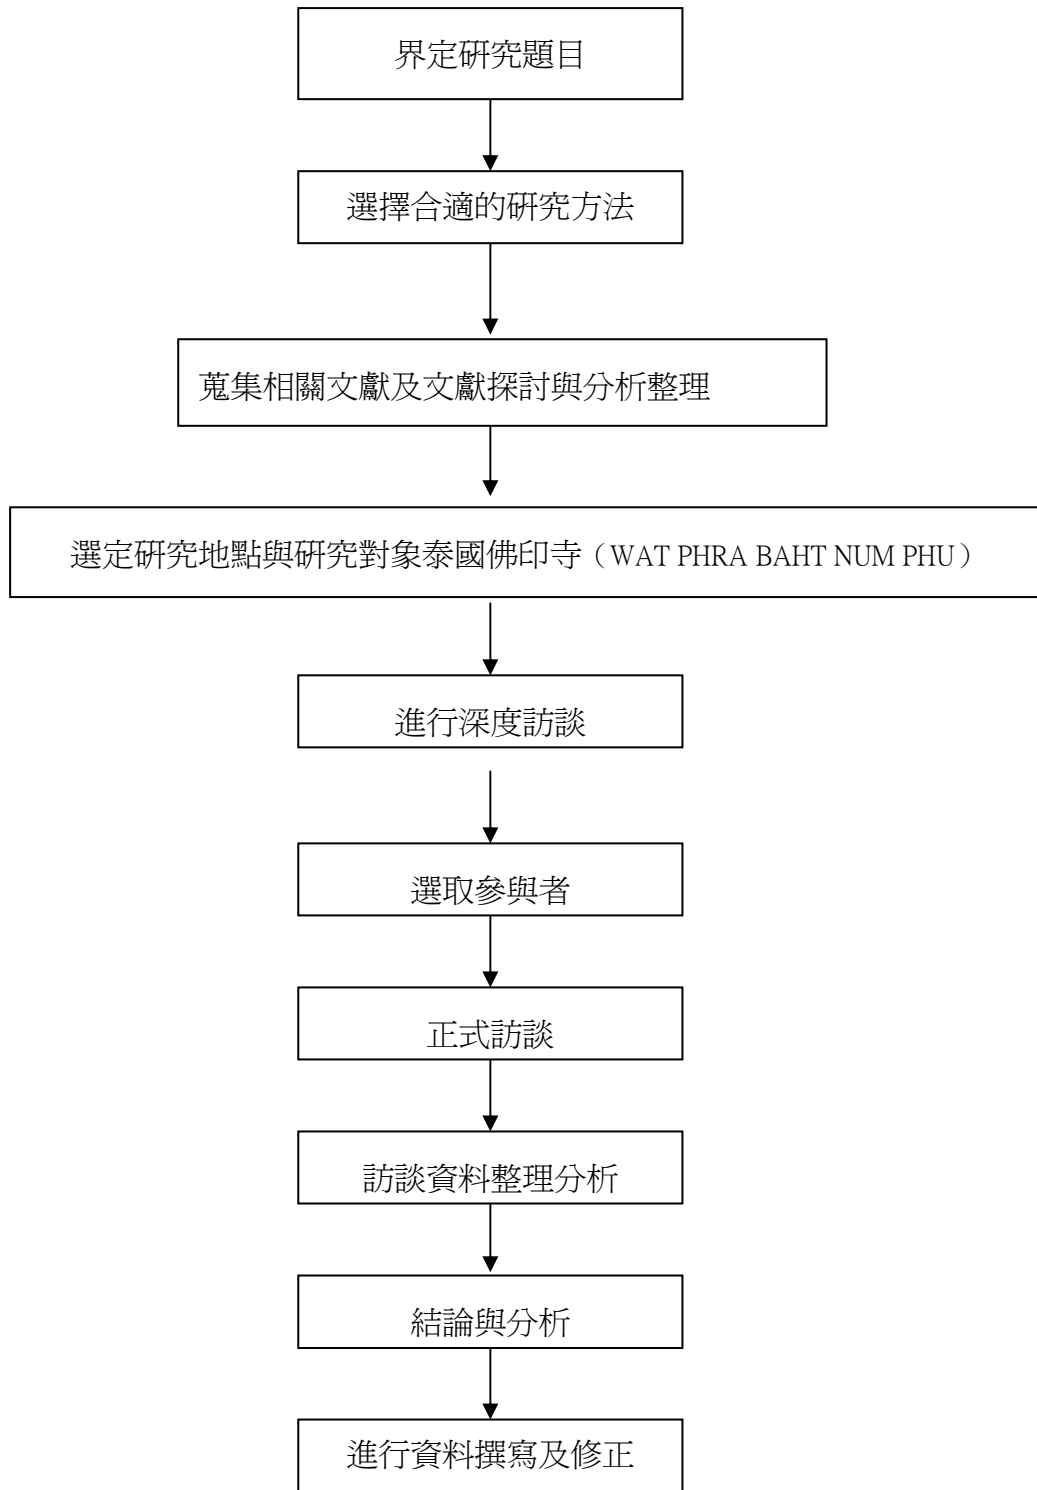 界定研究題目
選擇合適的研究方法
蒐集相關文獻及文獻探討與分析整理
選定研究地點與研究對象泰國佛印寺（WAT PHRA BAHT NUM PHU）
進行深度訪談
選取參與者
正式訪談
訪談資料整理分析
結論與分析
進行資料撰寫及修正